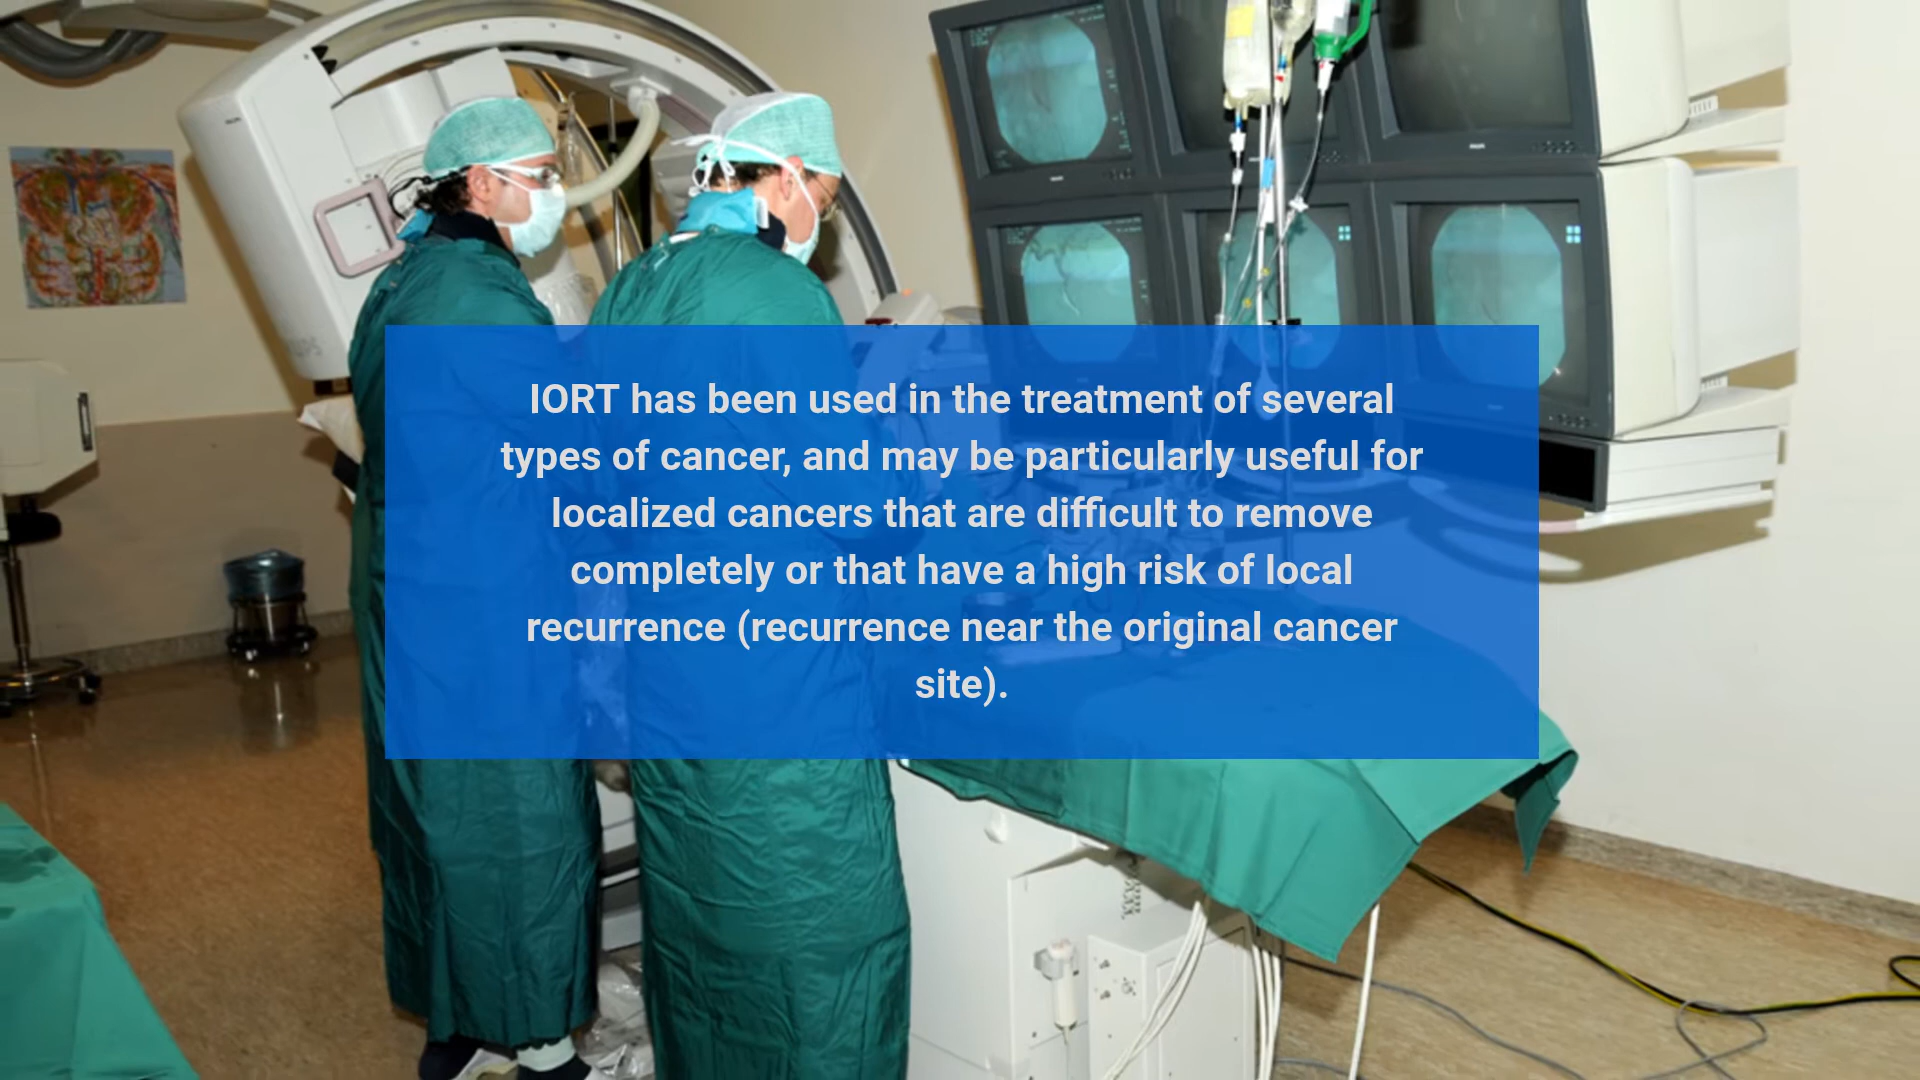 IORT has been used in the treatment of several
types of cancer, and may be particularly useful for
localized cancers that are difficult to remove
completely or that have a high risk of local
recurrence (recurrence near the original cancer
site).